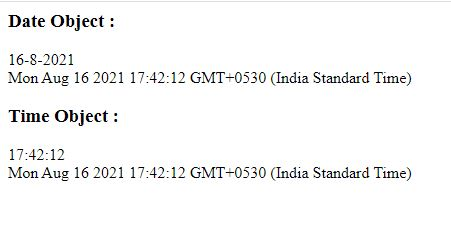 Date Object :
16-8-2021
Mon Aug 16 2021 17:42:12 GMT+0530 (India Standard Time)
Time Object :
17:42:12
Mon Aug 16 2021 17:42:12 GMT+0530 (India Standard Time)